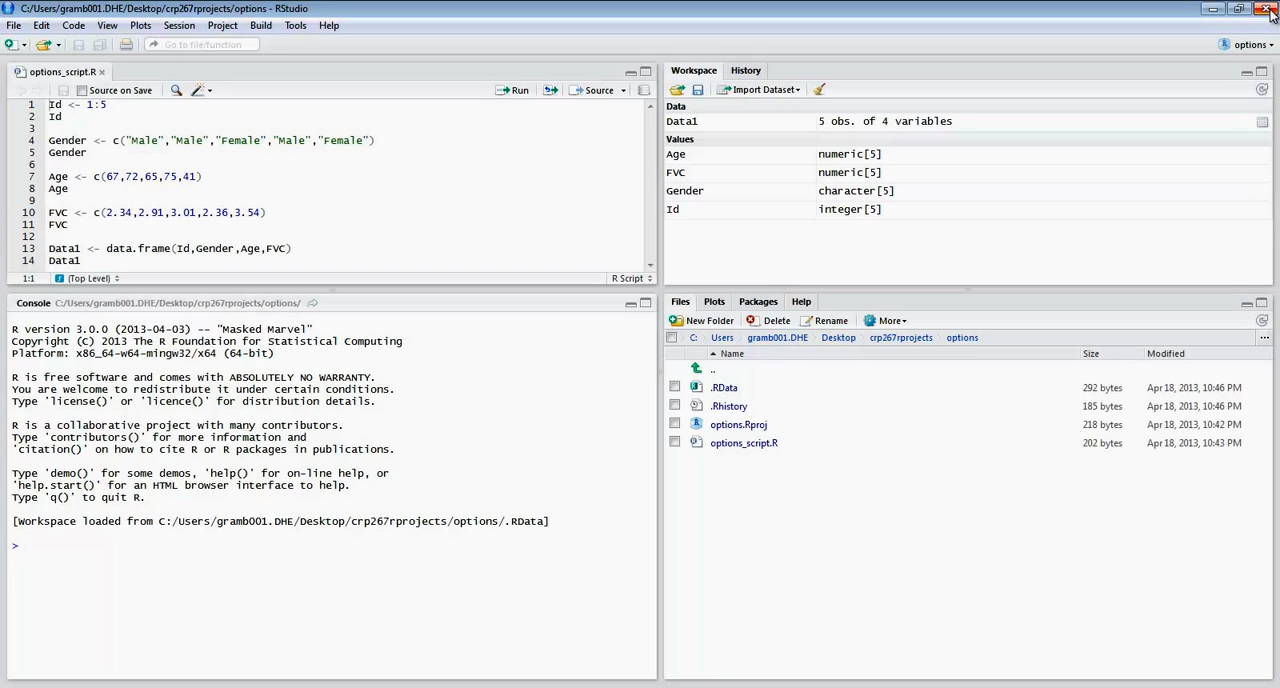 C:/Users/gramb001.DHE/Desktop/crp267rprojects/options - RStudio
File Edit Code View Plots Session Project Build Tools Help
Go to file/function
options
options_script.R
Source on Save
Run
Source
1 Id <- 1:5
2 Id
3
4 Gender <- c("Male","Male","Female","Male","Female")
5 Gender
6
7 Age <- c(67,72,65,75,41)
8 Age
9
10 FVC <- c(2.34,2.91,3.01,2.36,3.54)
11 FVC
12
13 Data1 <- data.frame(Id,Gender,Age,FVC)
14 Data1
1:1 (Top Level) R Script
Workspace History
Import Dataset
Data
Data1 5 obs. of 4 variables
Values
Age numeric[5]
FVC numeric[5]
Gender character[5]
Id integer[5]
Console C:/Users/gramb001.DHE/Desktop/crp267rprojects/options/
R version 3.0.0 (2013-04-03) -- "Masked Marvel"
Copyright (C) 2013 The R Foundation for Statistical Computing
Platform: x86_64-w64-mingw32/x64 (64-bit)
R is free software and comes with ABSOLUTELY NO WARRANTY.
You are welcome to redistribute it under certain conditions.
Type 'license()' or 'licence()' for distribution details.
R is a collaborative project with many contributors.
Type 'contributors()' for more information and
'citation()' on how to cite R or R packages in publications.
Type 'demo()' for some demos, 'help()' for on-line help, or
'help.start()' for an HTML browser interface to help.
Type 'q()' to quit R.
[Workspace loaded from C:/Users/gramb001.DHE/Desktop/crp267rprojects/options/.RData]
>
Files Plots Packages Help
New Folder Delete Rename More
C: Users gramb001.DHE Desktop crp267rprojects options ...
Name Size Modified
..
.RData 292 bytes Apr 18, 2013, 10:46 PM
.Rhistory 185 bytes Apr 18, 2013, 10:46 PM
options.Rproj 218 bytes Apr 18, 2013, 10:42 PM
options_script.R 202 bytes Apr 18, 2013, 10:43 PM